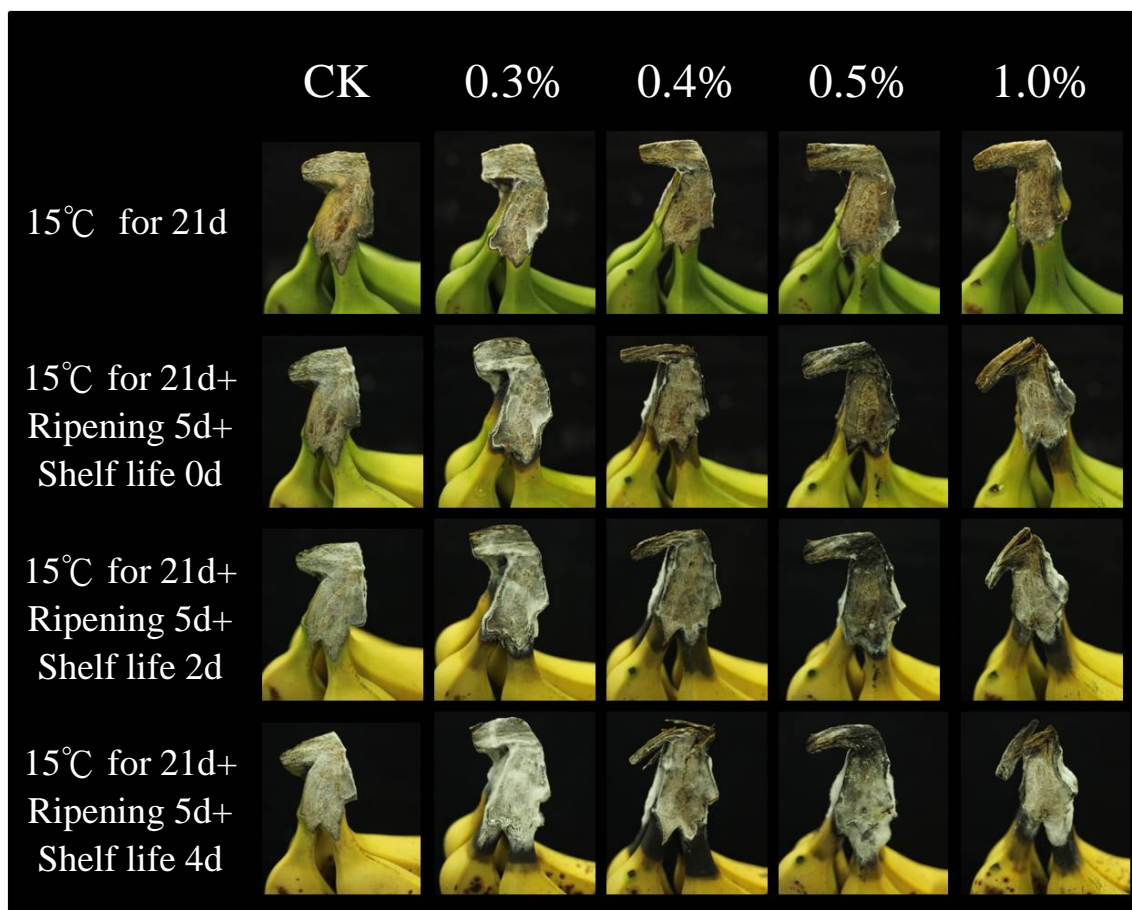 CK 0.3% 0.4% 0.5% 1.0%
15℃ for 21d
15℃ for 21d+
Ripening 5d+
Shelf life 0d
15℃ for 21d+
Ripening 5d+
Shelf life 2d
15℃ for 21d+
Ripening 5d+
Shelf life 4d